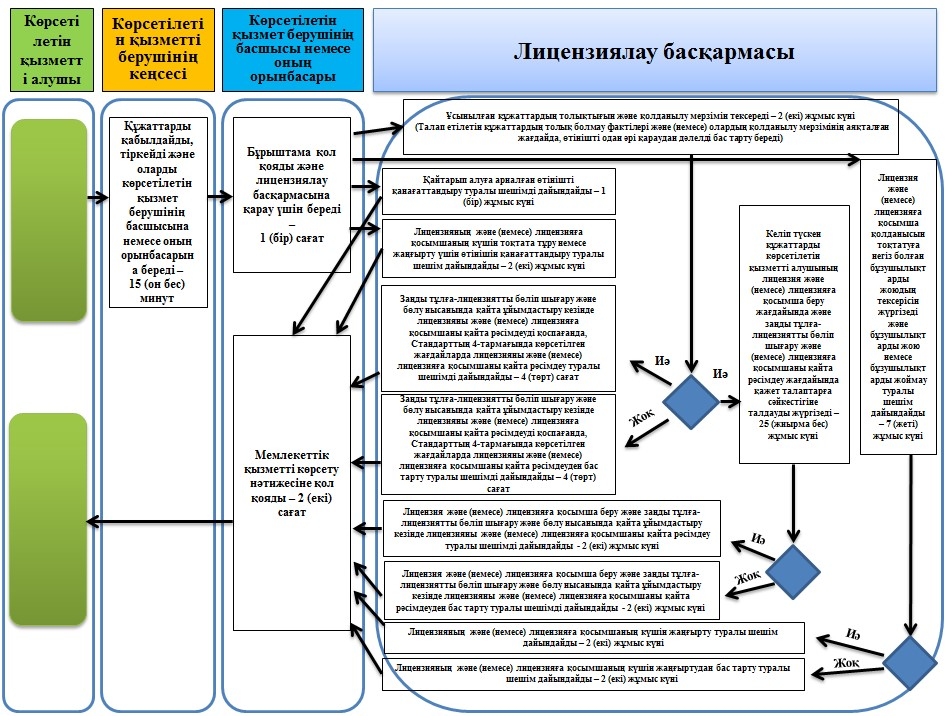 Көрсеті
летін
қызметт
і алушы
Көрсетілеті
н қызметті
берушінің
кеңсесі
Көрсетілетін
қызмет берушінің
басшысы немесе
оның
орынбасары
Лицензиялау басқармасы
Құжаттарды
қабылдайды,
тіркейді және
оларды
көрсетілетін
қызмет
берушінің
басшысына
немесе оның
орынбасарын
а береді –
15 (он бес)
минут
Бұрыштама қол
қояды және
лицензиялау
басқармасына
қарау үшін береді
–
1 (бір) сағат
Мемлекеттік
қызметті көрсету
нәтижесіне қол
қояды – 2 (екі)
сағат
Ұсынылған құжаттардың толықтығын және қолданылу мерзімін тексереді – 2 (екі) жұмыс күні
(Талап етілетін құжаттардың толық болмау фактілері және (немесе) олардың қолданылу мерзімінің аяқталған
жағдайда, өтінішті одан әрі қараудан дәлелді бас тарту береді)
Қайтарып алуға арналған өтінішті
қанағаттандыру туралы шешімді дайындайды – 1
(бір) жұмыс күні
Лицензияның және (немесе) лицензияға
қосымшаның күшін тоқтата тұру немесе
жаңғырту үшін өтінішін қанағаттандыру туралы
шешім дайындайды – 2 (екі) жұмыс күні
Заңды тұлға-лицензиятты бөліп шығару және
бөлу нысанында қайта ұйымдастыру кезінде
лицензияны және (немесе) лицензияға
қосымшаны қайта рәсімдеуді қоспағанда,
Стандарттың 4-тармағында көрсетілген
жағдайларда лицензияны және (немесе)
лицензияға қосымшаны қайта рәсімдеу туралы
шешімді дайындайды – 4 (төрт) сағат
Заңды тұлға-лицензиятты бөліп шығару және
бөлу нысанында қайта ұйымдастыру кезінде
лицензияны және (немесе) лицензияға
қосымшаны қайта рәсімдеуді қоспағанда,
Стандарттың 4-тармағында көрсетілген
жағдайларда лицензияны және (немесе)
лицензияға қосымшаны қайта рәсімдеуден бас
тарту туралы шешімді дайындайды – 4 (төрт)
сағат
Иә
Жоқ
Иә
Келіп түскен
құжаттарды
көрсетілетін
қызметті алушының
лицензия және
(немесе) лицензияға
қосымша беру
жағдайында және
заңды тұлға-
лицензиятты бөліп
шығару және
(немесе) лицензияға
қосымшаны қайта
рәсімдеу жағдайында
қажет талаптарға
сәйкестігіне
талдауды жүргізеді –
25 (жиырма бес)
жұмыс күні
Лицензия
және
(немесе)
лицензияға
қосымша
қолданысын
тоқтатуға
негіз болған
бұзушылықт
арды
жоюдың
тексерісін
жүргізеді
және
бұзушылықт
арды жою
немесе
бұзушылықт
арды жоймау
туралы
шешім
дайындайды
– 7 (жеті)
жұмыс күні
Лицензия және (немесе) лицензияға қосымша беру және заңды тұлға-
лицензиятты бөліп шығару және бөлу нысанында қайта ұйымдастыру
кезінде лицензияны және (немесе) лицензияға қосымшаны қайта рәсімдеу
туралы шешімді дайындайды - 2 (екі) жұмыс күні
Иә
Жоқ
Лицензия және (немесе) лицензияға қосымша беру және заңды тұлға-
лицензиятты бөліп шығару және бөлу нысанында қайта ұйымдастыру
кезінде лицензияны және (немесе) лицензияға қосымшаны қайта
рәсімдеуден бас тарту туралы шешімді дайындайды - 2 (екі) жұмыс күні
Лицензияның және (немесе) лицензияға қосымшаның күшін жаңғырту туралы шешім
дайындайды – 2 (екі) жұмыс күні
Иә
Жоқ
Лицензияның және (немесе) лицензияға қосымшаның күшін жаңғыртудан бас тарту туралы
шешім дайындайды – 2 (екі) жұмыс күні